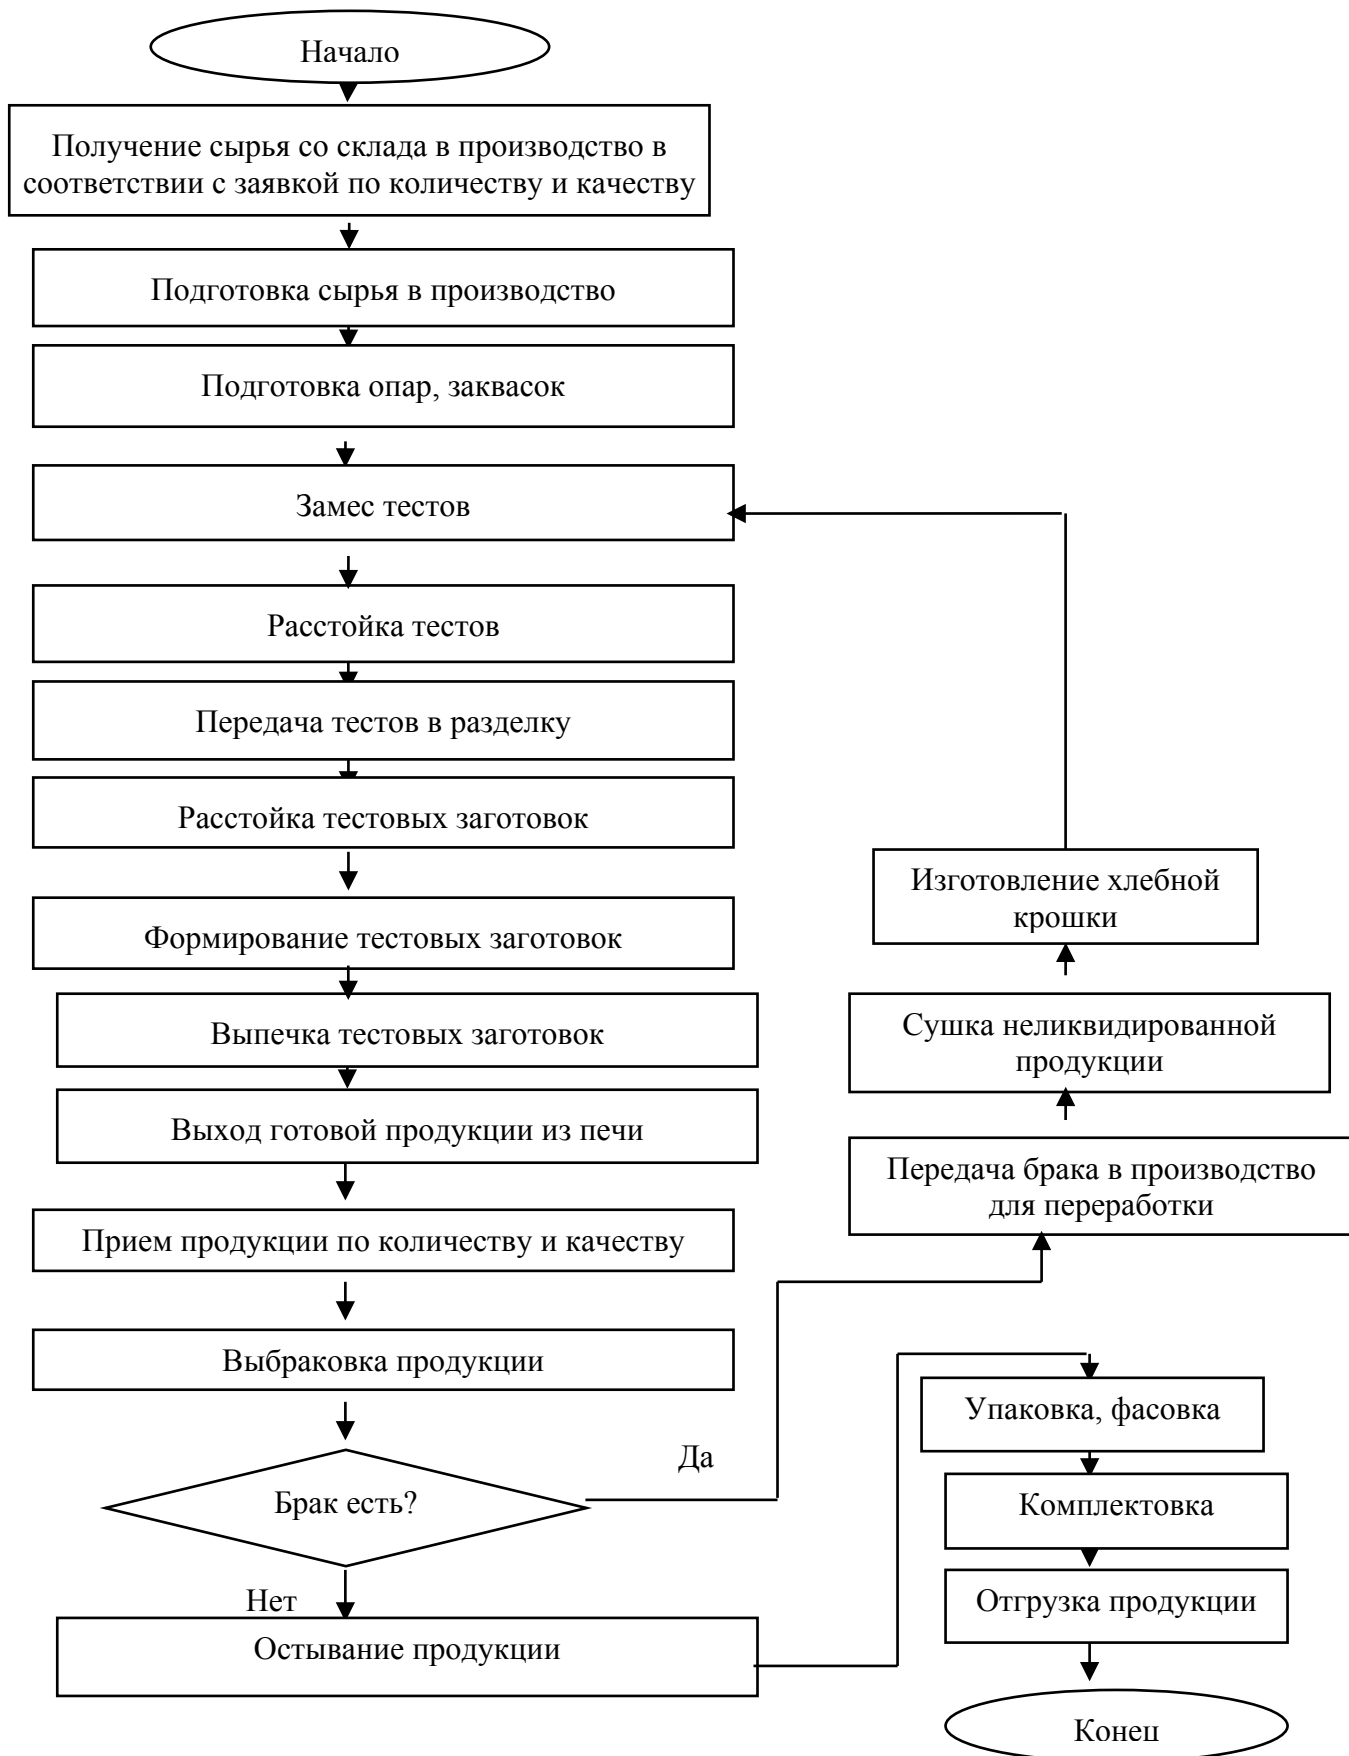 Начало
Получение сырья со склада в производство в
соответствии с заявкой по количеству и качеству
Подготовка сырья в производство
Подготовка опар, заквасок
Замес тестов
Расстойка тестов
Передача тестов в разделку
Расстойка тестовых заготовок
Формирование тестовых заготовок
Выпечка тестовых заготовок
Выход готовой продукции из печи
Прием продукции по количеству и качеству
Выбраковка продукции
Брак есть?
Да
Нет
Остывание продукции
Изготовление хлебной
крошки
Сушка неликвидированной
продукции
Передача брака в производство
для переработки
Упаковка, фасовка
Комплектовка
Отгрузка продукции
Конец